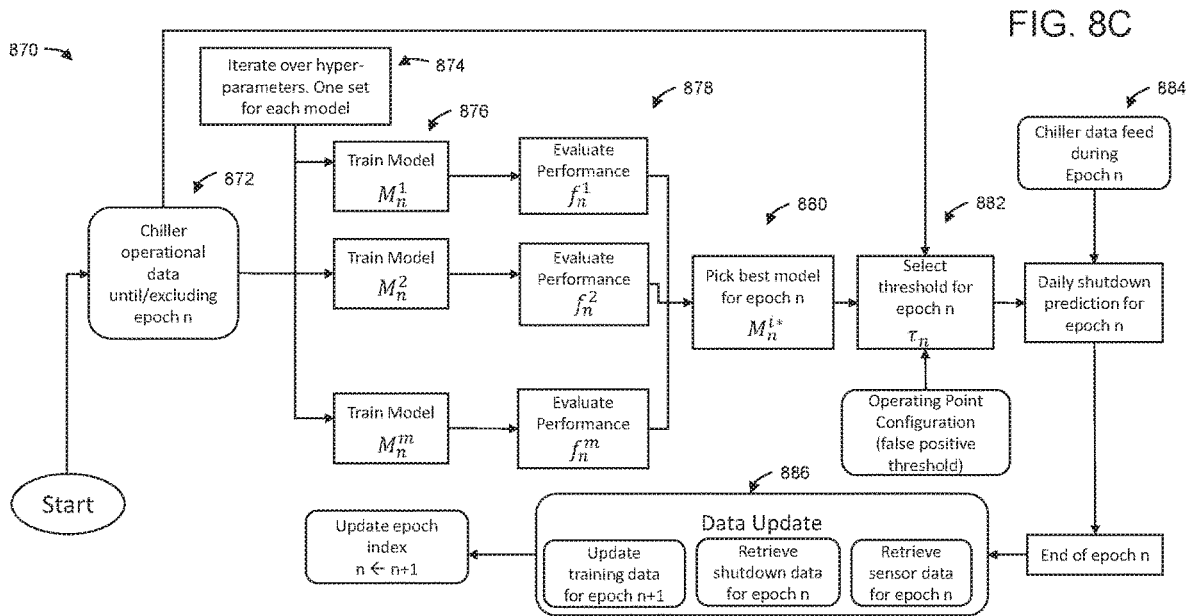 FIG. 8C
870
Iterate over hyper-
parameters. One set
for each model
874
876
878
884
Chiller data feed
during
Epoch n
872
Chiller
operational
data
until/excluding
epoch n
Train Model
M_n^1
Evaluate
Performance
f_n^1
Train Model
M_n^2
Evaluate
Performance
f_n^2
Train Model
M_n^m
Evaluate
Performance
f_n^m
880
Pick best model
for epoch n
M_n^{i*}
882
Select
threshold for
epoch n
τ_n
Daily shutdown
prediction for
epoch n
Operating Point
Configuration
(false positive
threshold)
Start
886
Update epoch
index
n ← n+1
Data Update
Update
training data
for epoch n+1
Retrieve
shutdown data
for epoch n
Retrieve
sensor data
for epoch n
End of epoch n